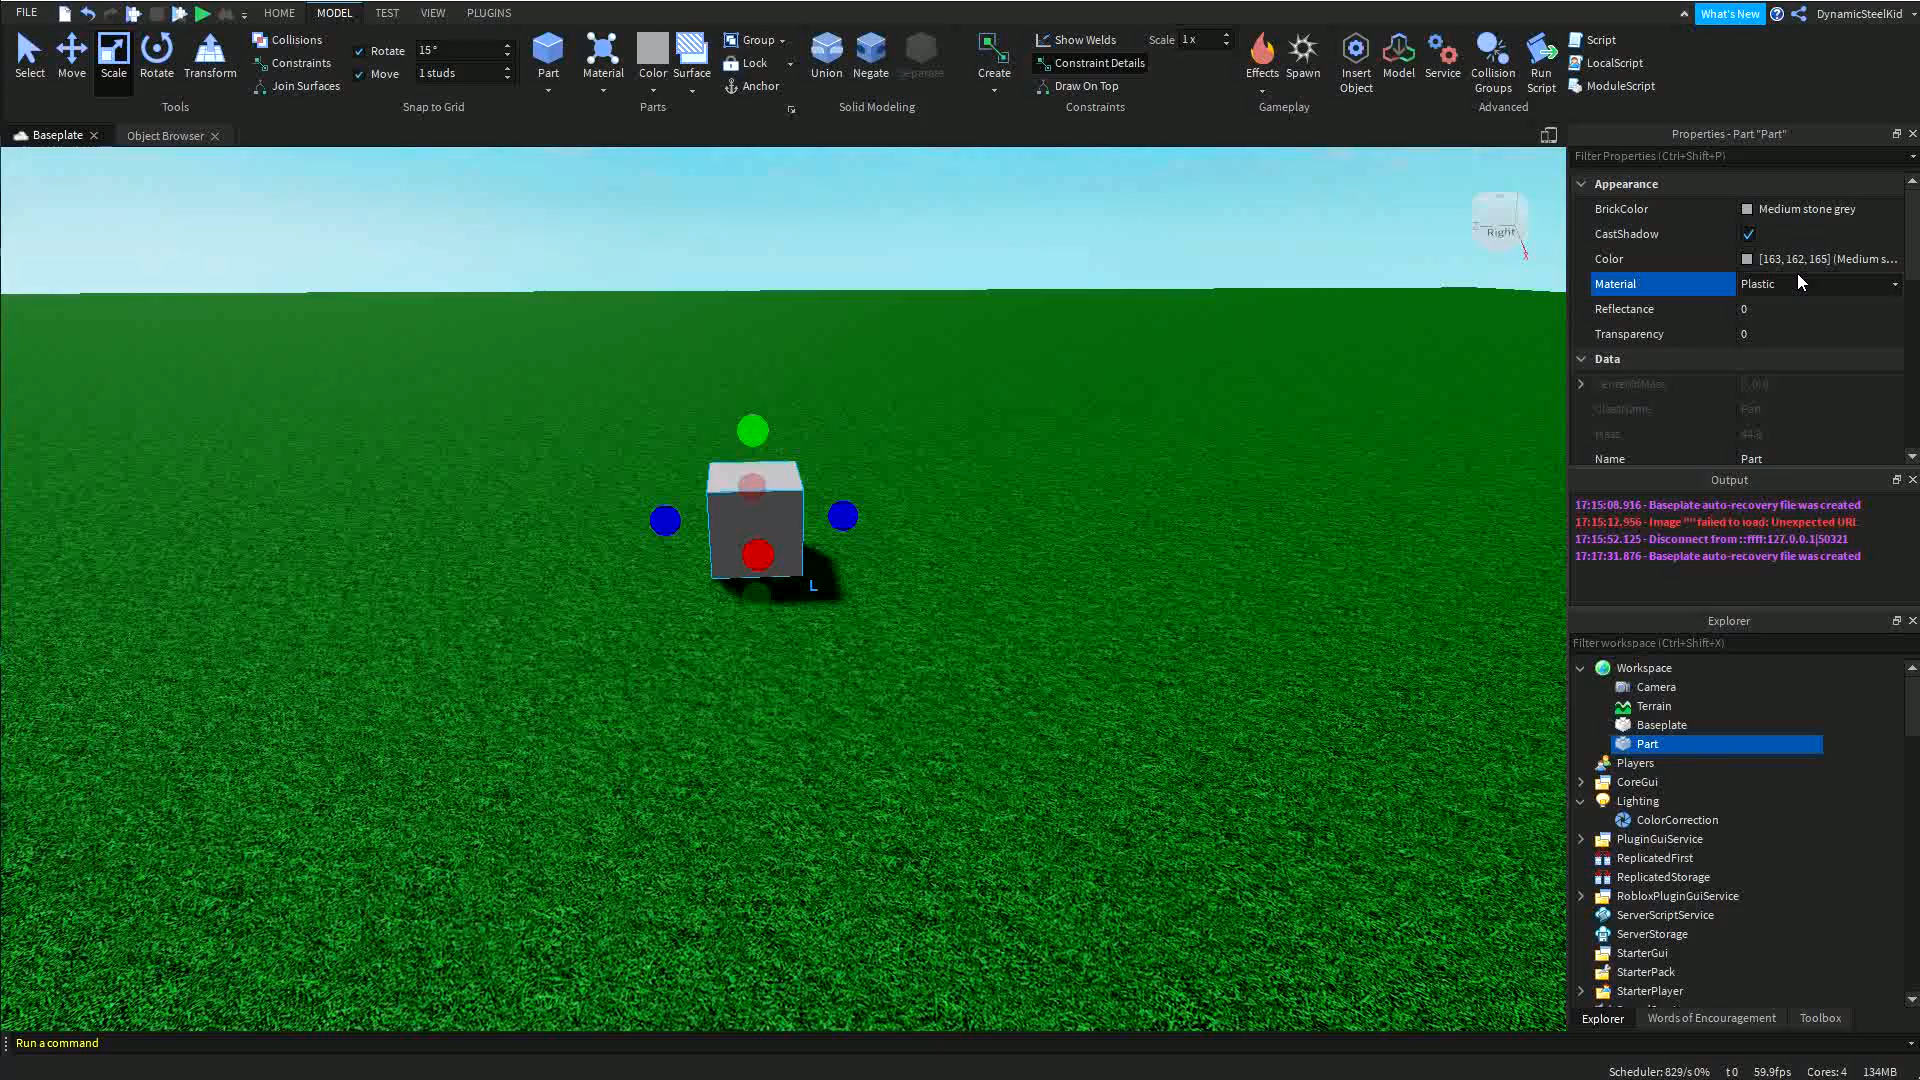 FILE
HOME
MODEL
TEST
VIEW
PLUGINS
What's New
DynamicSteelKid
Select
Move
Scale
Rotate
Transform
Tools
Collisions
Constraints
Join Surfaces
Rotate 15 °
Move 1 studs
Snap to Grid
Part
Material
Color
Surface
Group
Lock
Anchor
Parts
Union
Negate
Separate
Solid Modeling
Create
Show Welds
Constraint Details
Draw On Top
Scale 1 x
Constraints
Effects
Spawn
Gameplay
Insert
Object
Model
Service
Collision
Groups
Run
Script
Script
LocalScript
ModuleScript
Advanced
Baseplate
Object Browser
Right
L
Properties - Part "Part"
Filter Properties (Ctrl+Shift+P)
Appearance
BrickColor Medium stone grey
CastShadow
Color [163, 162, 165] (Medium s...
Material Plastic
Reflectance 0
Transparency 0
Data
ClassName Part
Mass
Name Part
Output
17:15:08.916 - Baseplate auto-recovery file was created
17:15:12.956 - Image "" failed to load: Unexpected URL
17:15:52.125 - Disconnect from ::ffff:127.0.0.1|50321
17:17:31.876 - Baseplate auto-recovery file was created
Explorer
Filter workspace (Ctrl+Shift+X)
Workspace
Camera
Terrain
Baseplate
Part
Players
CoreGui
Lighting
ColorCorrection
PluginGuiService
ReplicatedFirst
ReplicatedStorage
RobloxPluginGuiService
ServerScriptService
ServerStorage
StarterGui
StarterPack
StarterPlayer
Explorer
Words of Encouragement
Toolbox
Run a command
Scheduler: 829/s 0% t 0 59.9fps Cores: 4 134MB